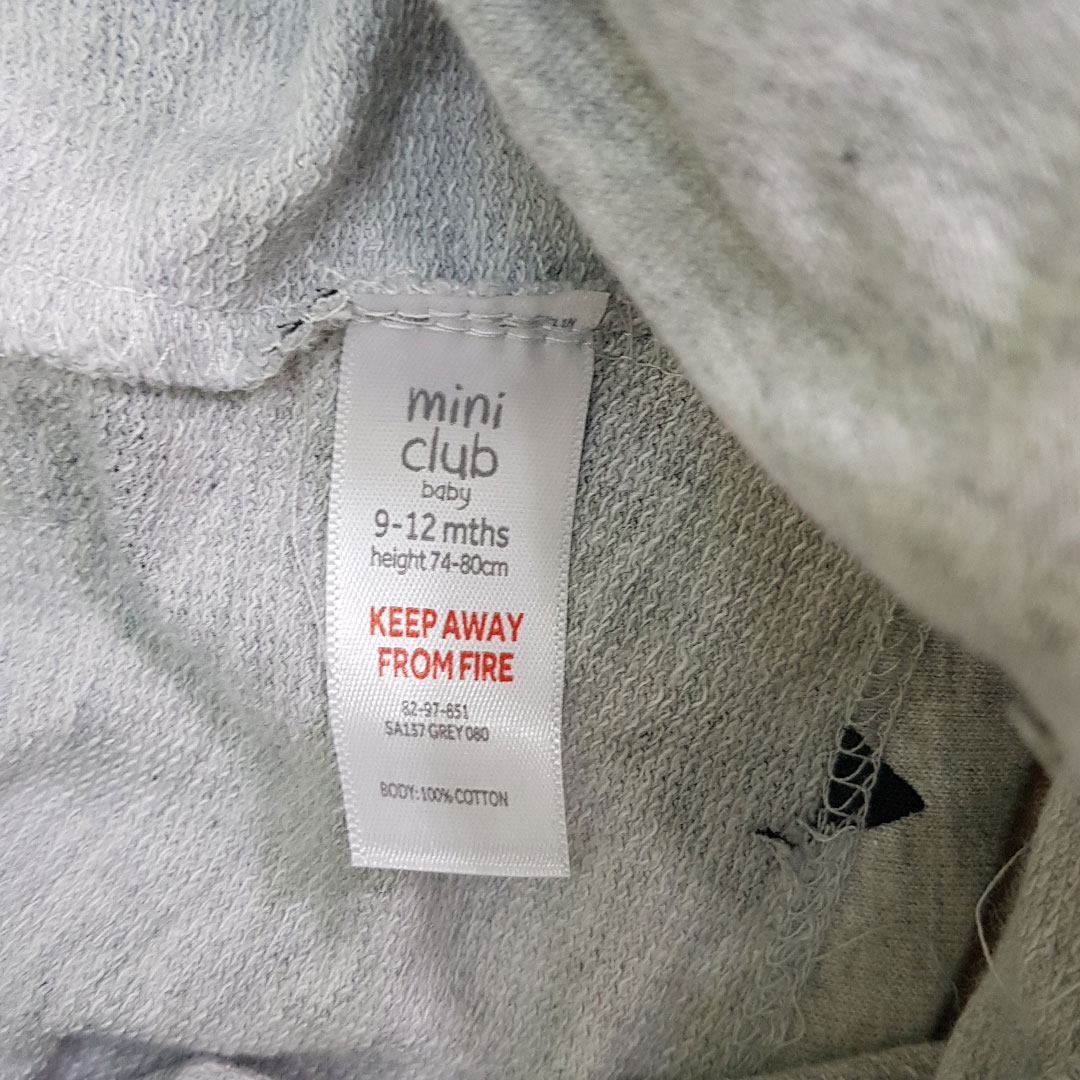 mini
club
baby
9-12 mths
height 74-80cm
KEEP AWAY
FROM FIRE
82-97-851
SA137 GREY 080
BODY: 100% COTTON